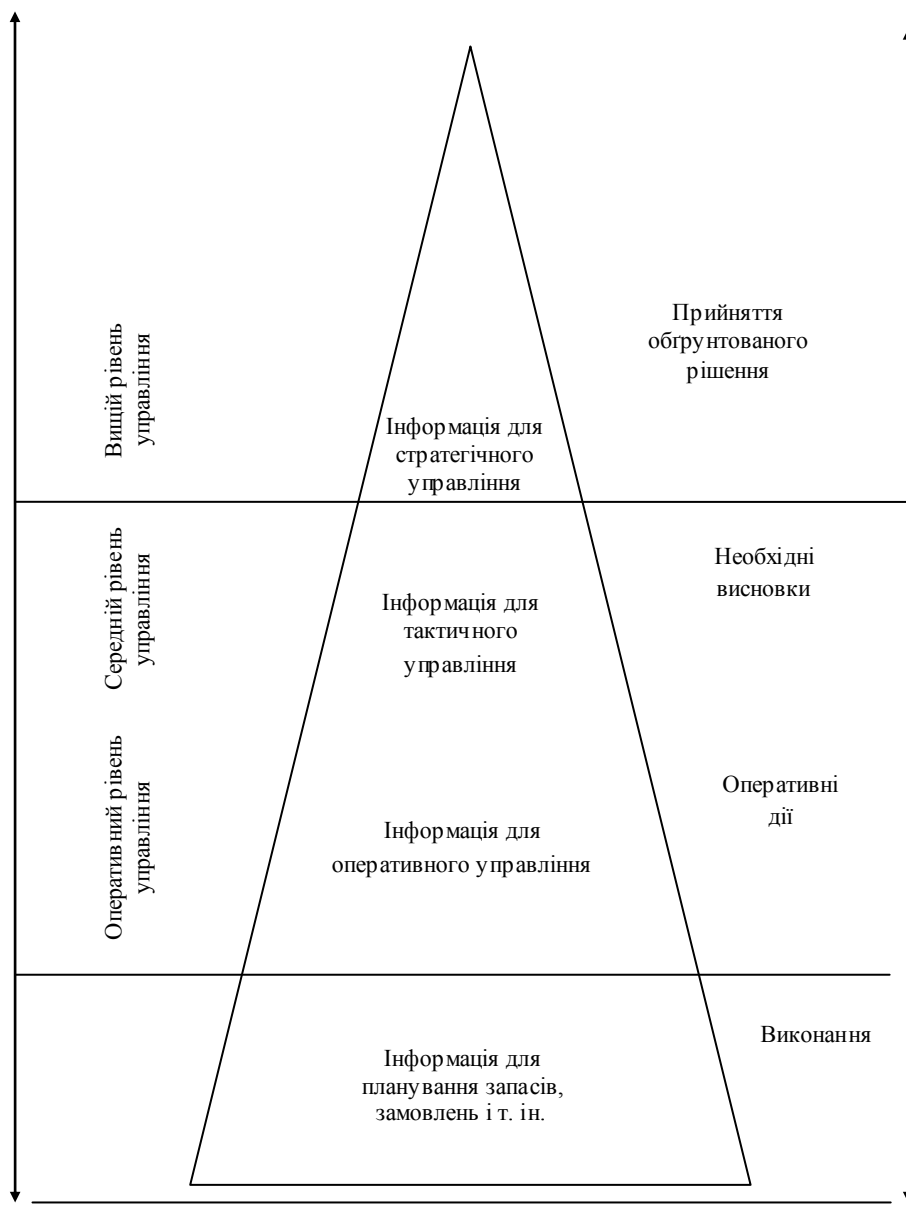 Вищій рівень
управління
Інформація для
стратегічного
управління
Прийняття
обґрунтованого
рішення
Середній рівень
управління
Інформація для
тактичного
управління
Необхідні
висновки
Оперативний рівень
управління
Інформація для
оперативного управління
Оперативні
дії
Інформація для
планування запасів,
замовлень і т. ін.
Виконання